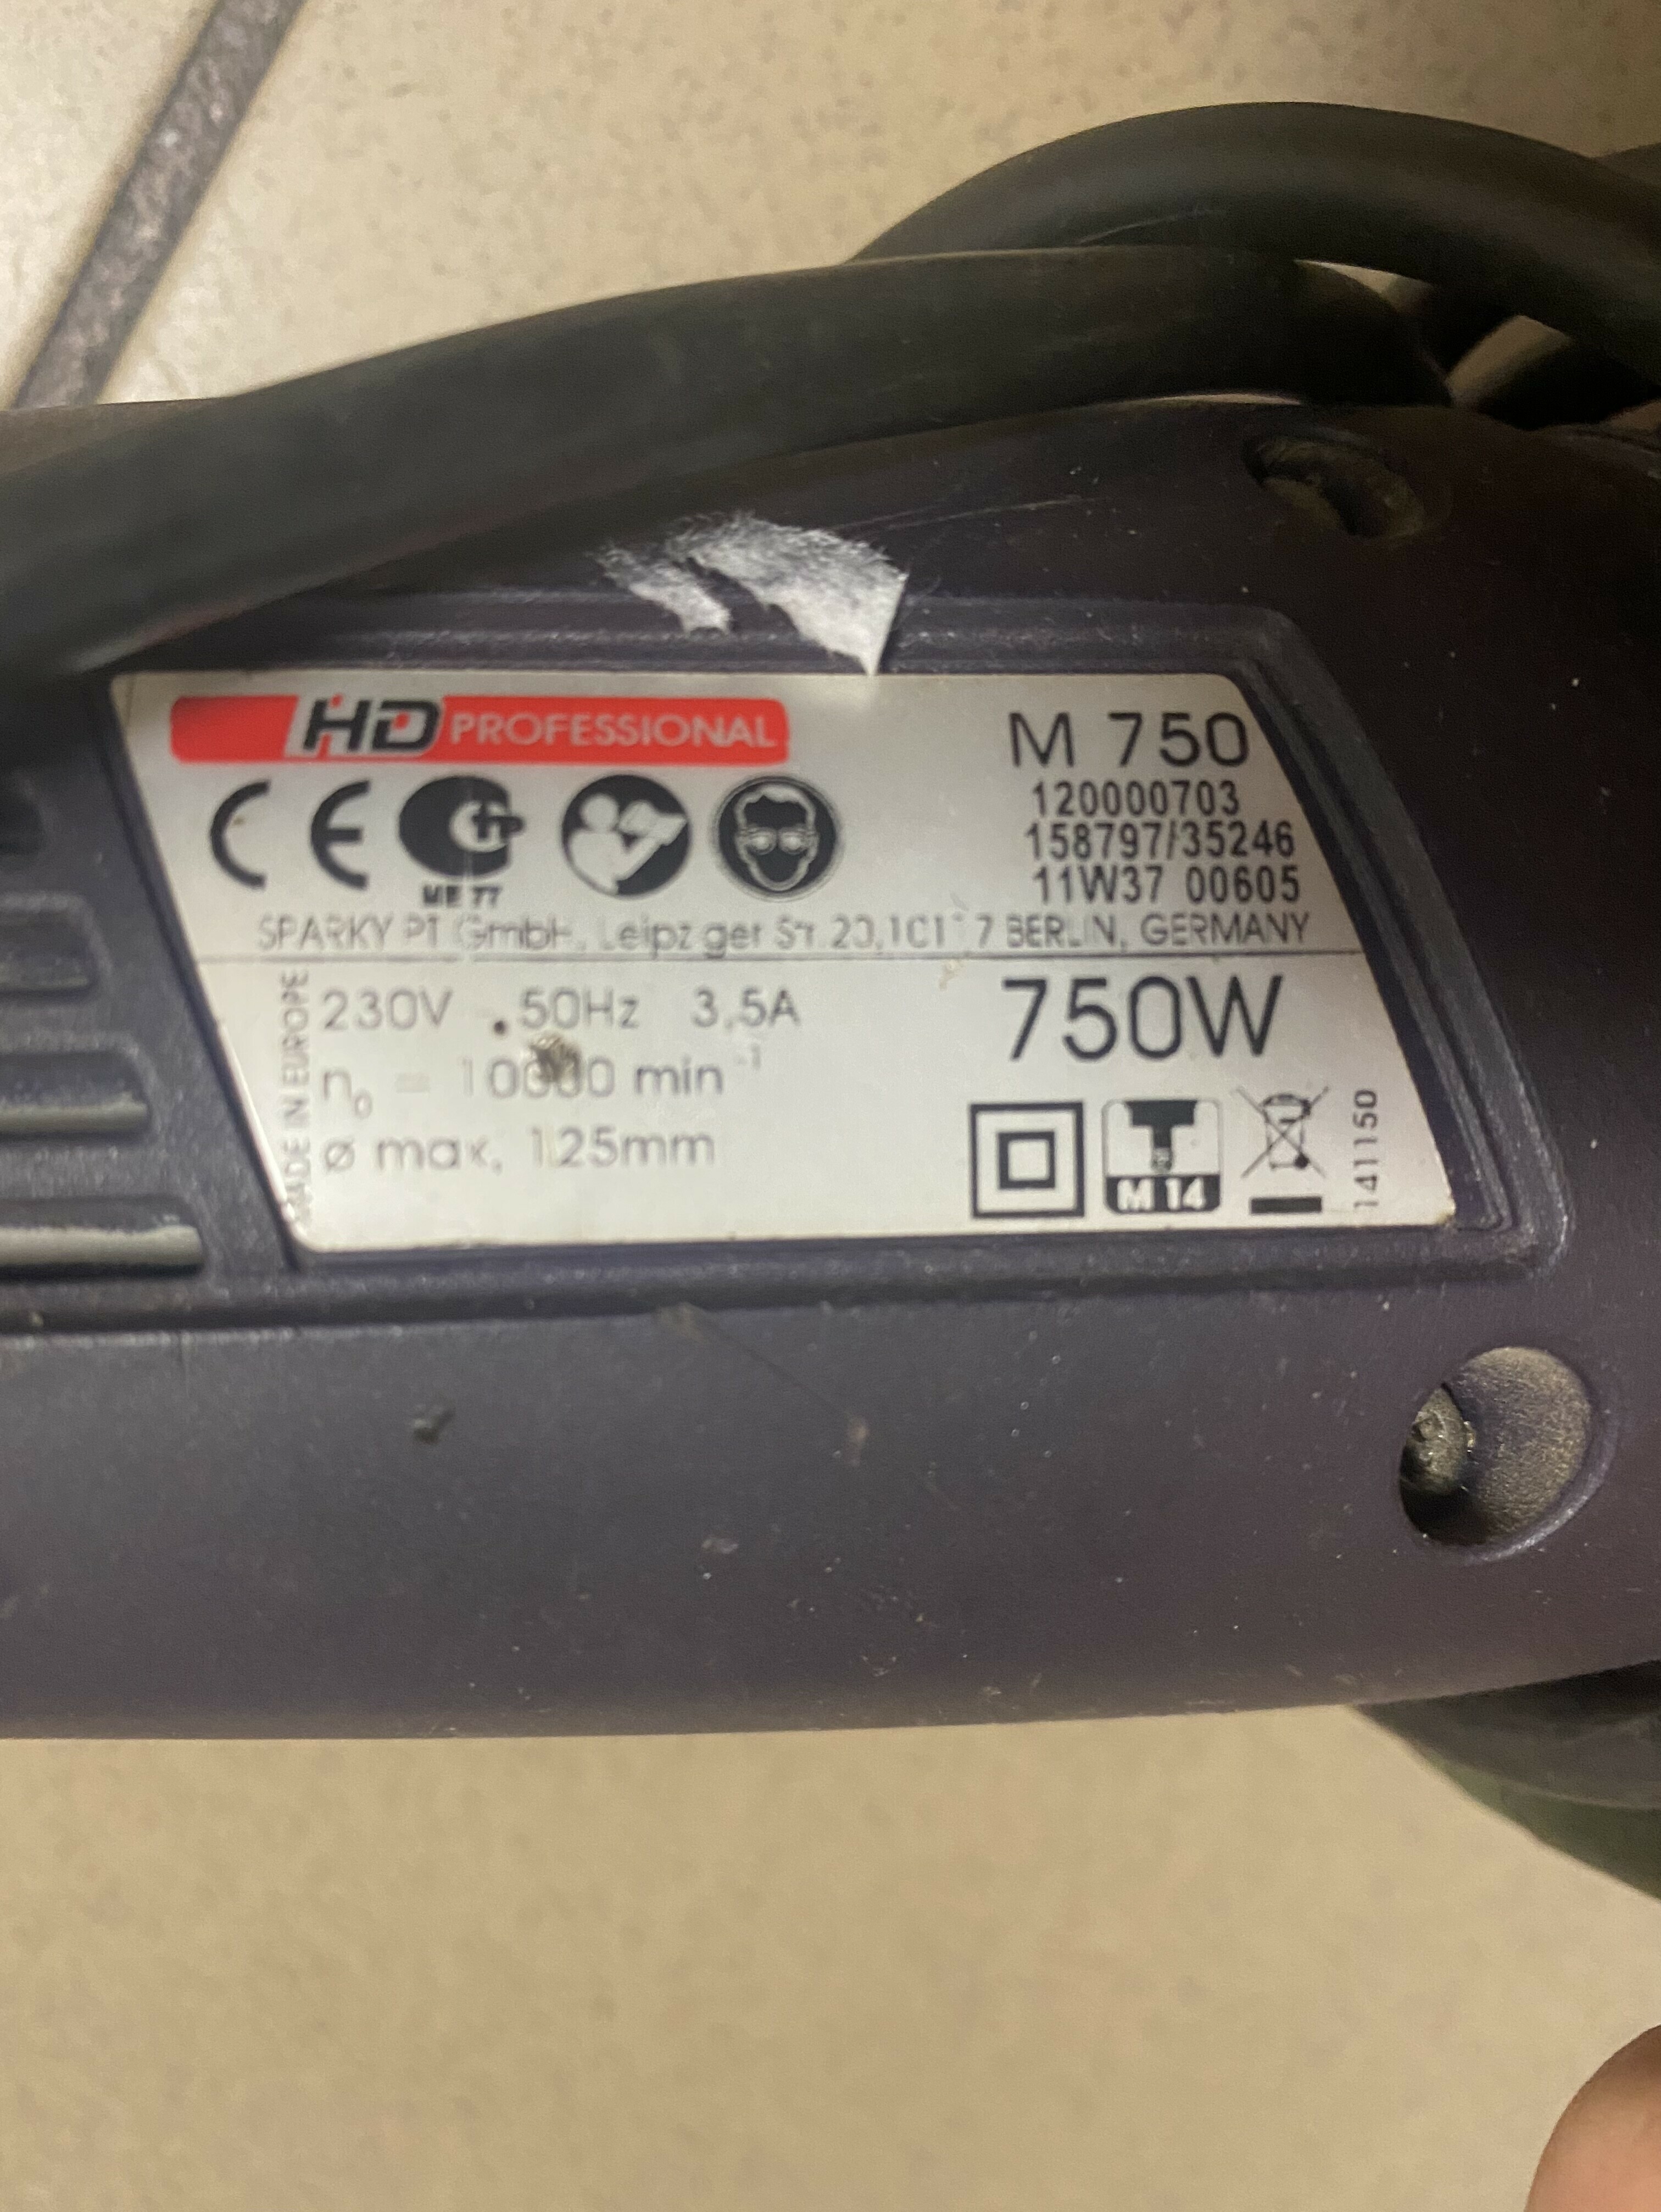 HD PROFESSIONAL
M 750
120000703
158797/35246
11W37 00605
ME 77
SPARKY PT GmbH, Leipziger Str. 20, BERLIN, GERMANY
MADE IN EUROPE
230V 50Hz 3,5A
750W
n₀ = 10000 min⁻¹
ø max, 125mm
M 14
141150